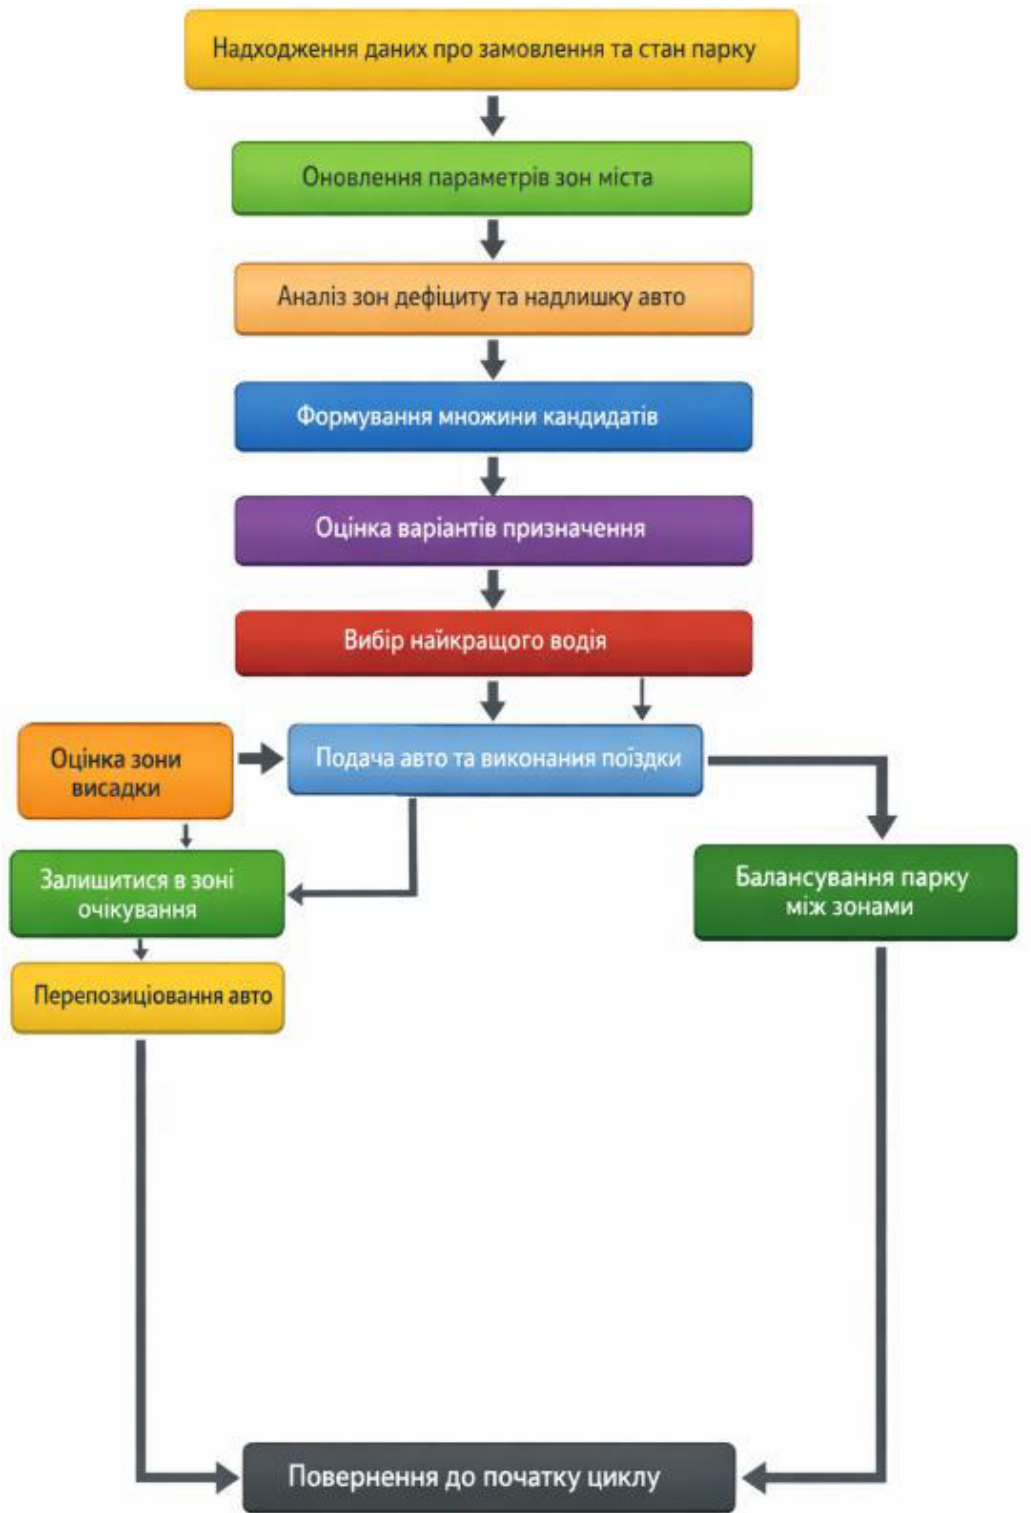 Надходження даних про замовлення та стан парку
Оновлення параметрів зон міста
Аналіз зон дефіциту та надлишку авто
Формування множини кандидатів
Оцінка варіантів призначення
Вибір найкращого водія
Оцінка зони
висадки
Подача авто та виконання поїздки
Залишитися в зоні
очікування
Балансування парку
між зонами
Перепозиціовання авто
Повернення до початку циклу